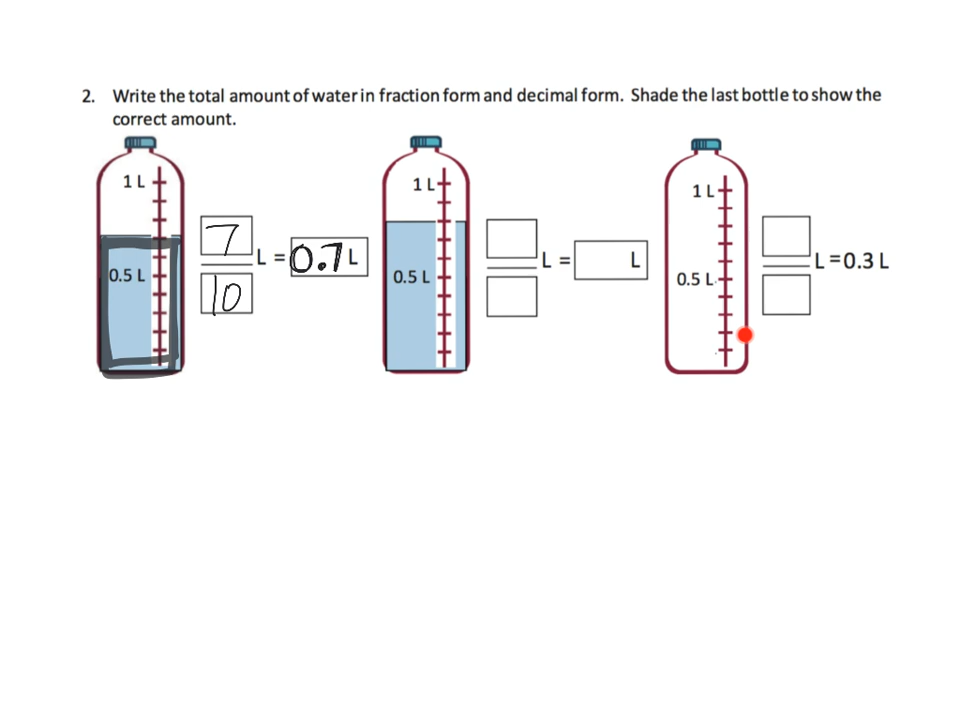 2. Write the total amount of water in fraction form and decimal form. Shade the last bottle to show the
correct amount.
1 L
0.5 L
7
10
L = 0.7 L
1 L
0.5 L
L = L
1 L
0.5 L
L = 0.3 L